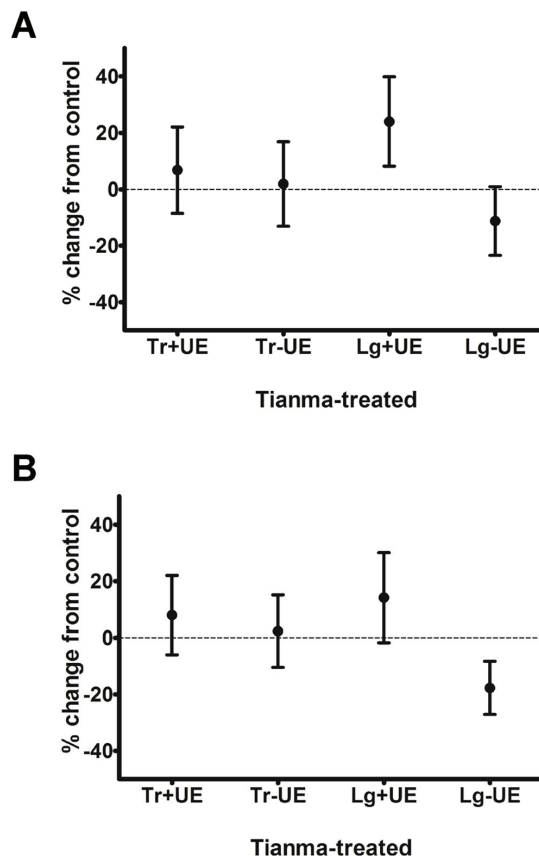 A
% change from control
40
20
0
-20
-40
Tr+UE Tr-UE Lg+UE Lg-UE
Tianma-treated
B
% change from control
40
20
0
-20
-40
Tr+UE Tr-UE Lg+UE Lg-UE
Tianma-treated